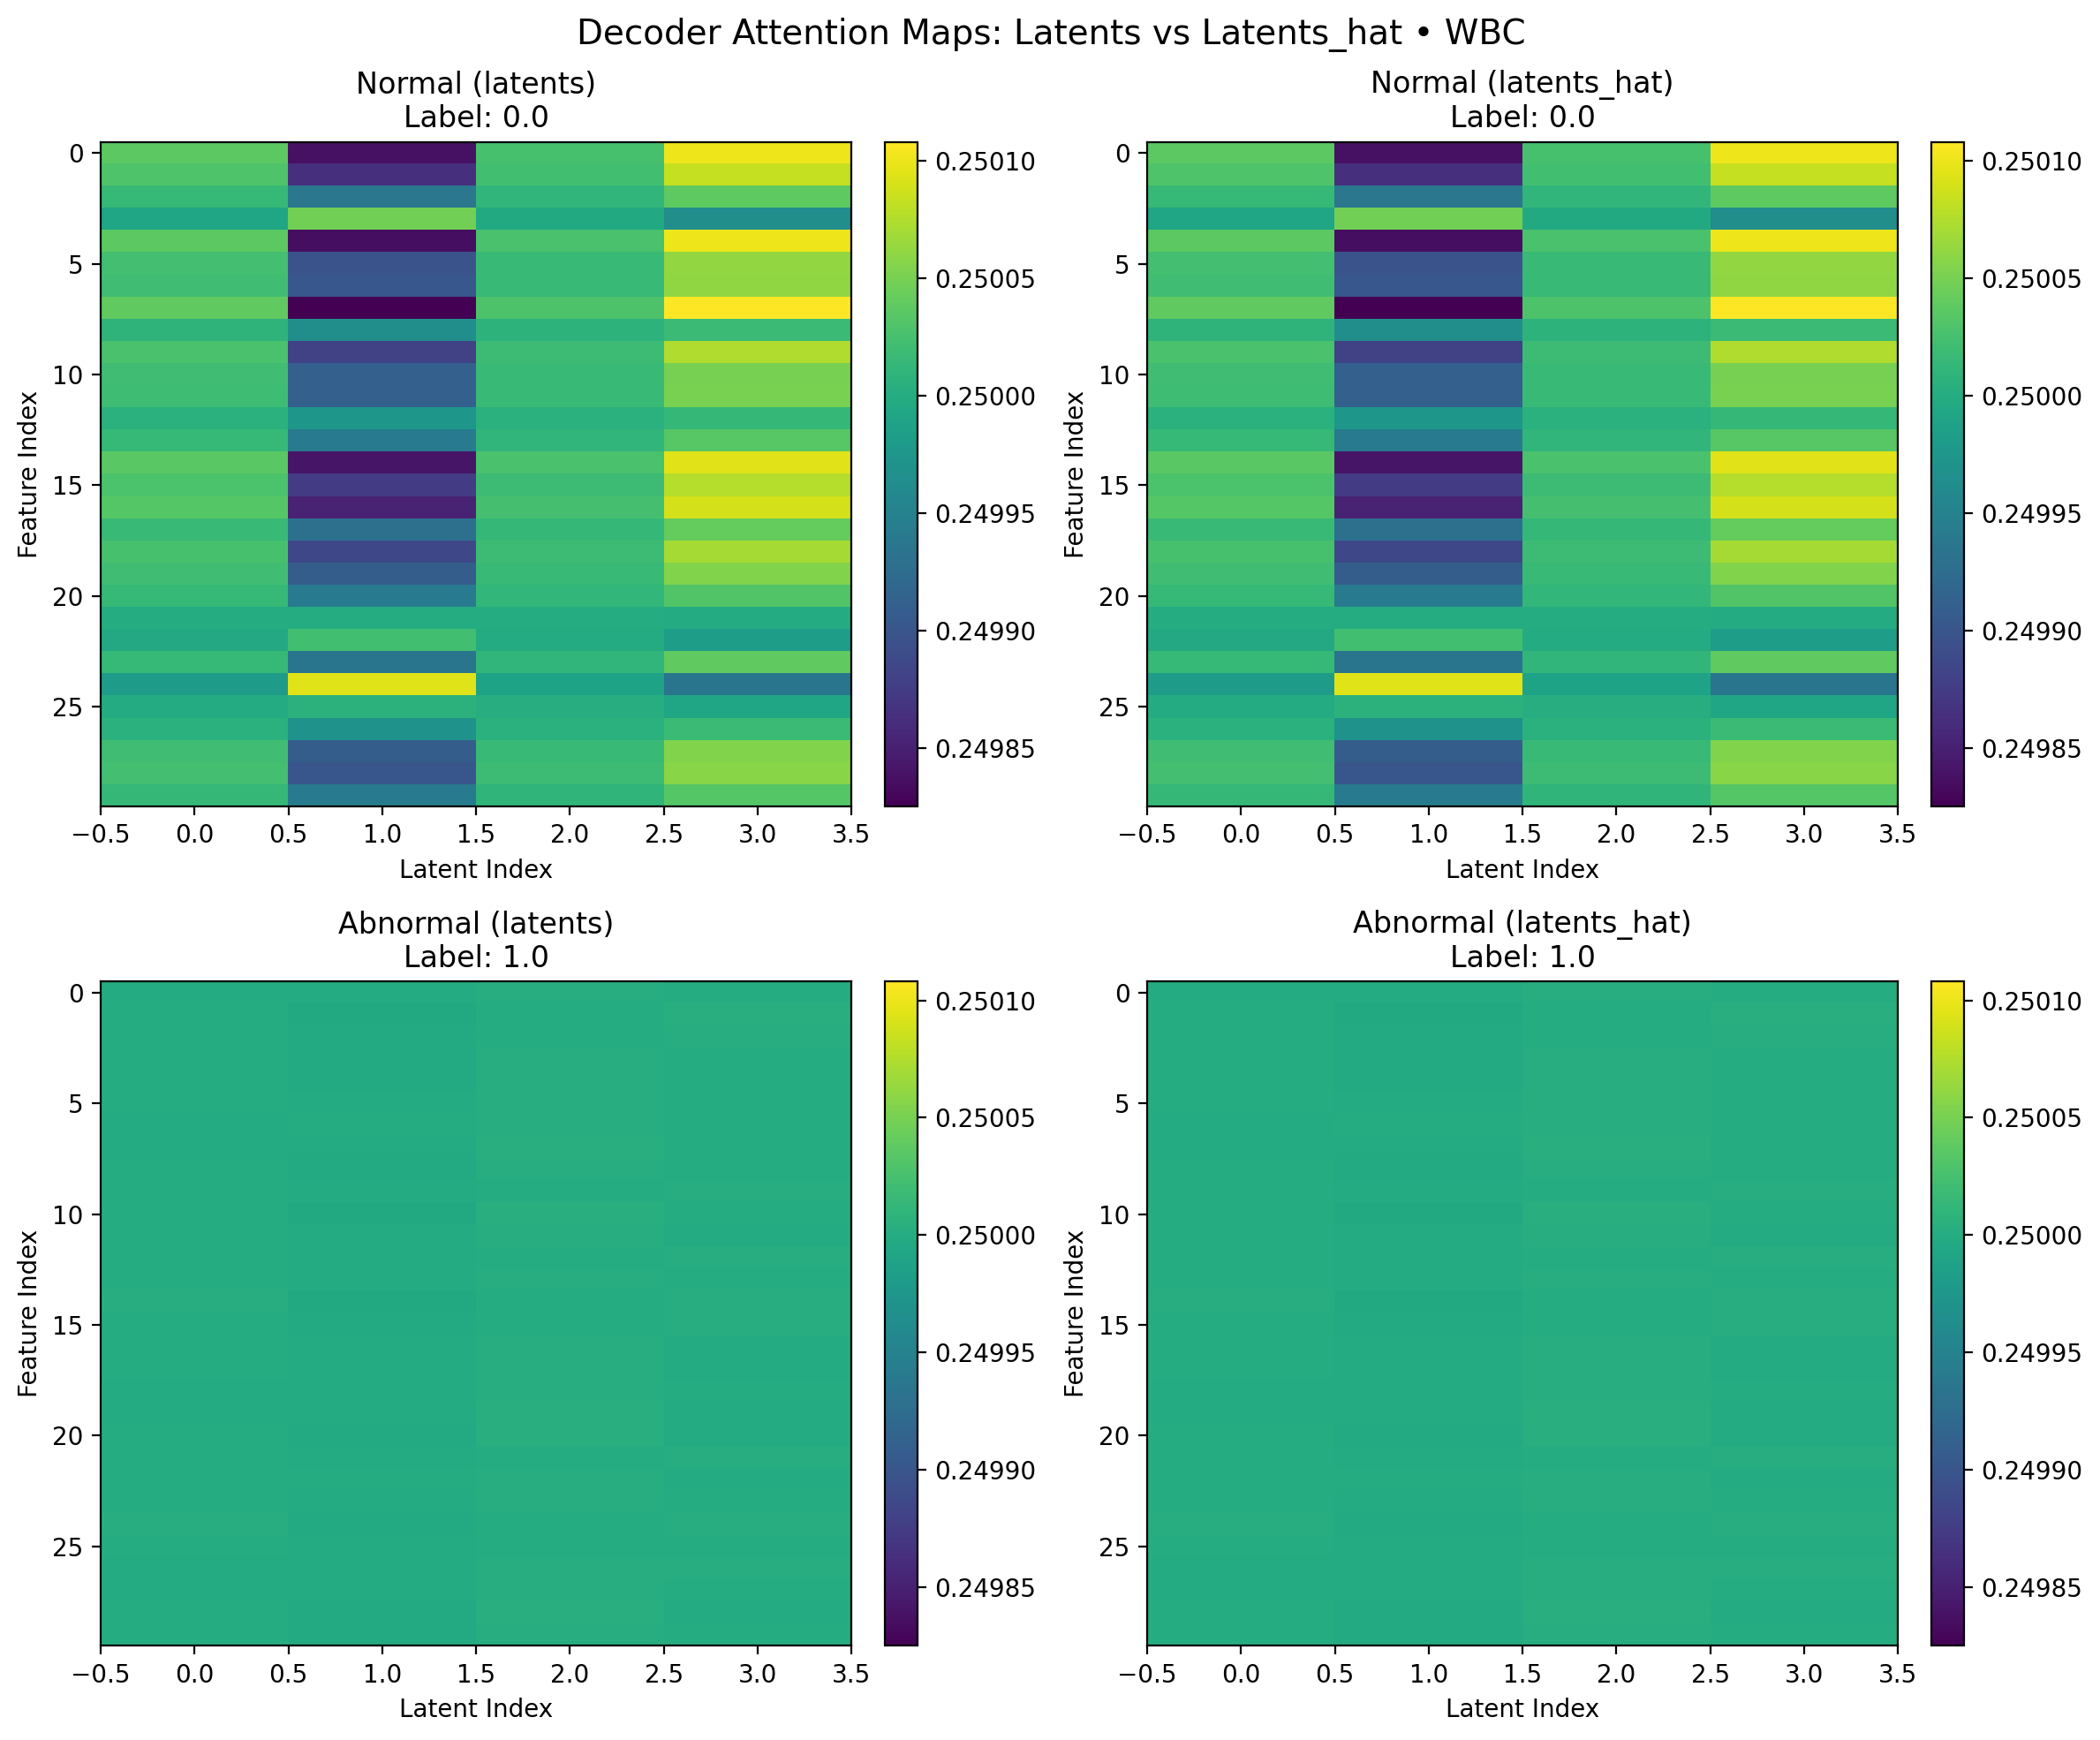 Decoder Attention Maps: Latents vs Latents_hat • WBC
Normal (latents)
Label: 0.0
0
5
10
15
20
25
Feature Index
−0.5 0.0 0.5 1.0 1.5 2.0 2.5 3.0 3.5
Latent Index
0.25010
0.25005
0.25000
0.24995
0.24990
0.24985
Normal (latents_hat)
Label: 0.0
0
5
10
15
20
25
Feature Index
−0.5 0.0 0.5 1.0 1.5 2.0 2.5 3.0 3.5
Latent Index
0.25010
0.25005
0.25000
0.24995
0.24990
0.24985
Abnormal (latents)
Label: 1.0
0
5
10
15
20
25
Feature Index
−0.5 0.0 0.5 1.0 1.5 2.0 2.5 3.0 3.5
Latent Index
0.25010
0.25005
0.25000
0.24995
0.24990
0.24985
Abnormal (latents_hat)
Label: 1.0
0
5
10
15
20
25
Feature Index
−0.5 0.0 0.5 1.0 1.5 2.0 2.5 3.0 3.5
Latent Index
0.25010
0.25005
0.25000
0.24995
0.24990
0.24985